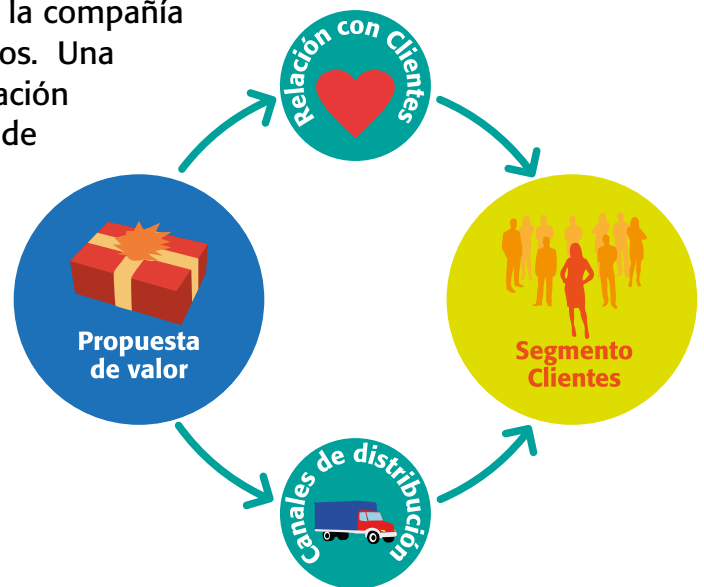 la compañía
os. Una
ación
de
Relación con Clientes
Propuesta
de valor
Segmento
Clientes
Canales de distribución